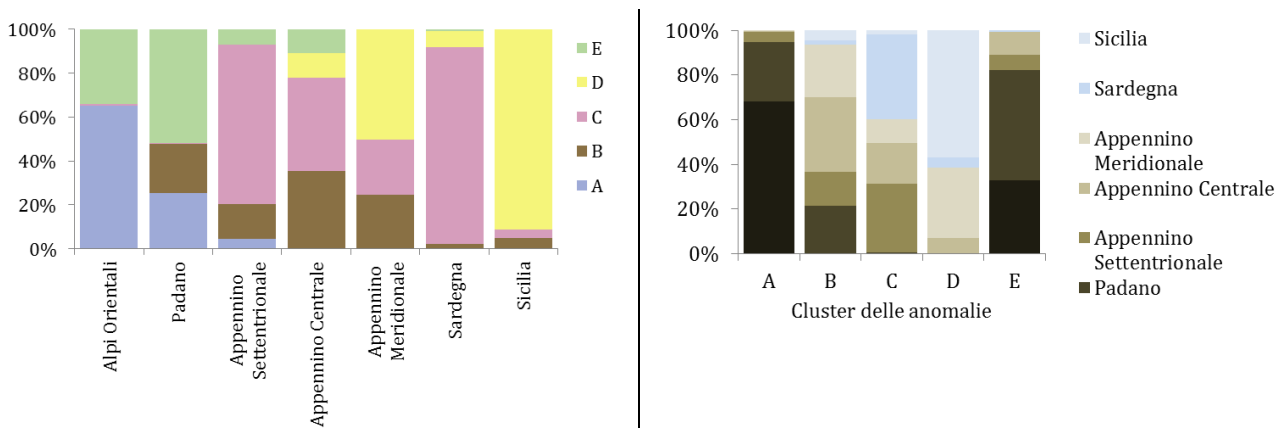 100%
80%
60%
40%
20%
0%
E
D
C
B
A
Alpi Orientali
Padano
Appennino
Settentrionale
Appennino Centrale
Appennino
Meridionale
Sardegna
Sicilia
100%
80%
60%
40%
20%
0%
A B C D E
Cluster delle anomalie
Sicilia
Sardegna
Appennino
Meridionale
Appennino Centrale
Appennino
Settentrionale
Padano